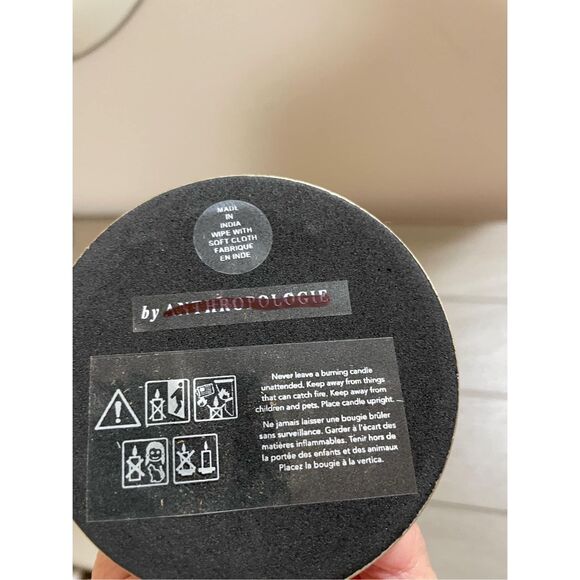 MADE
IN
INDIA
WIPE WITH
SOFT CLOTH
FABRIQUE
EN INDE
by ANTHROPOLOGIE
Never leave a burning candle
unattended. Keep away from things
that can catch fire. Keep away from
children and pets. Place candle upright.
Ne jamais laisser une bougie brûler
sans surveillance. Garder à l'écart des
matières inflammables. Tenir hors de
la portée des enfants et des animaux
Placez la bougie à la vertica.